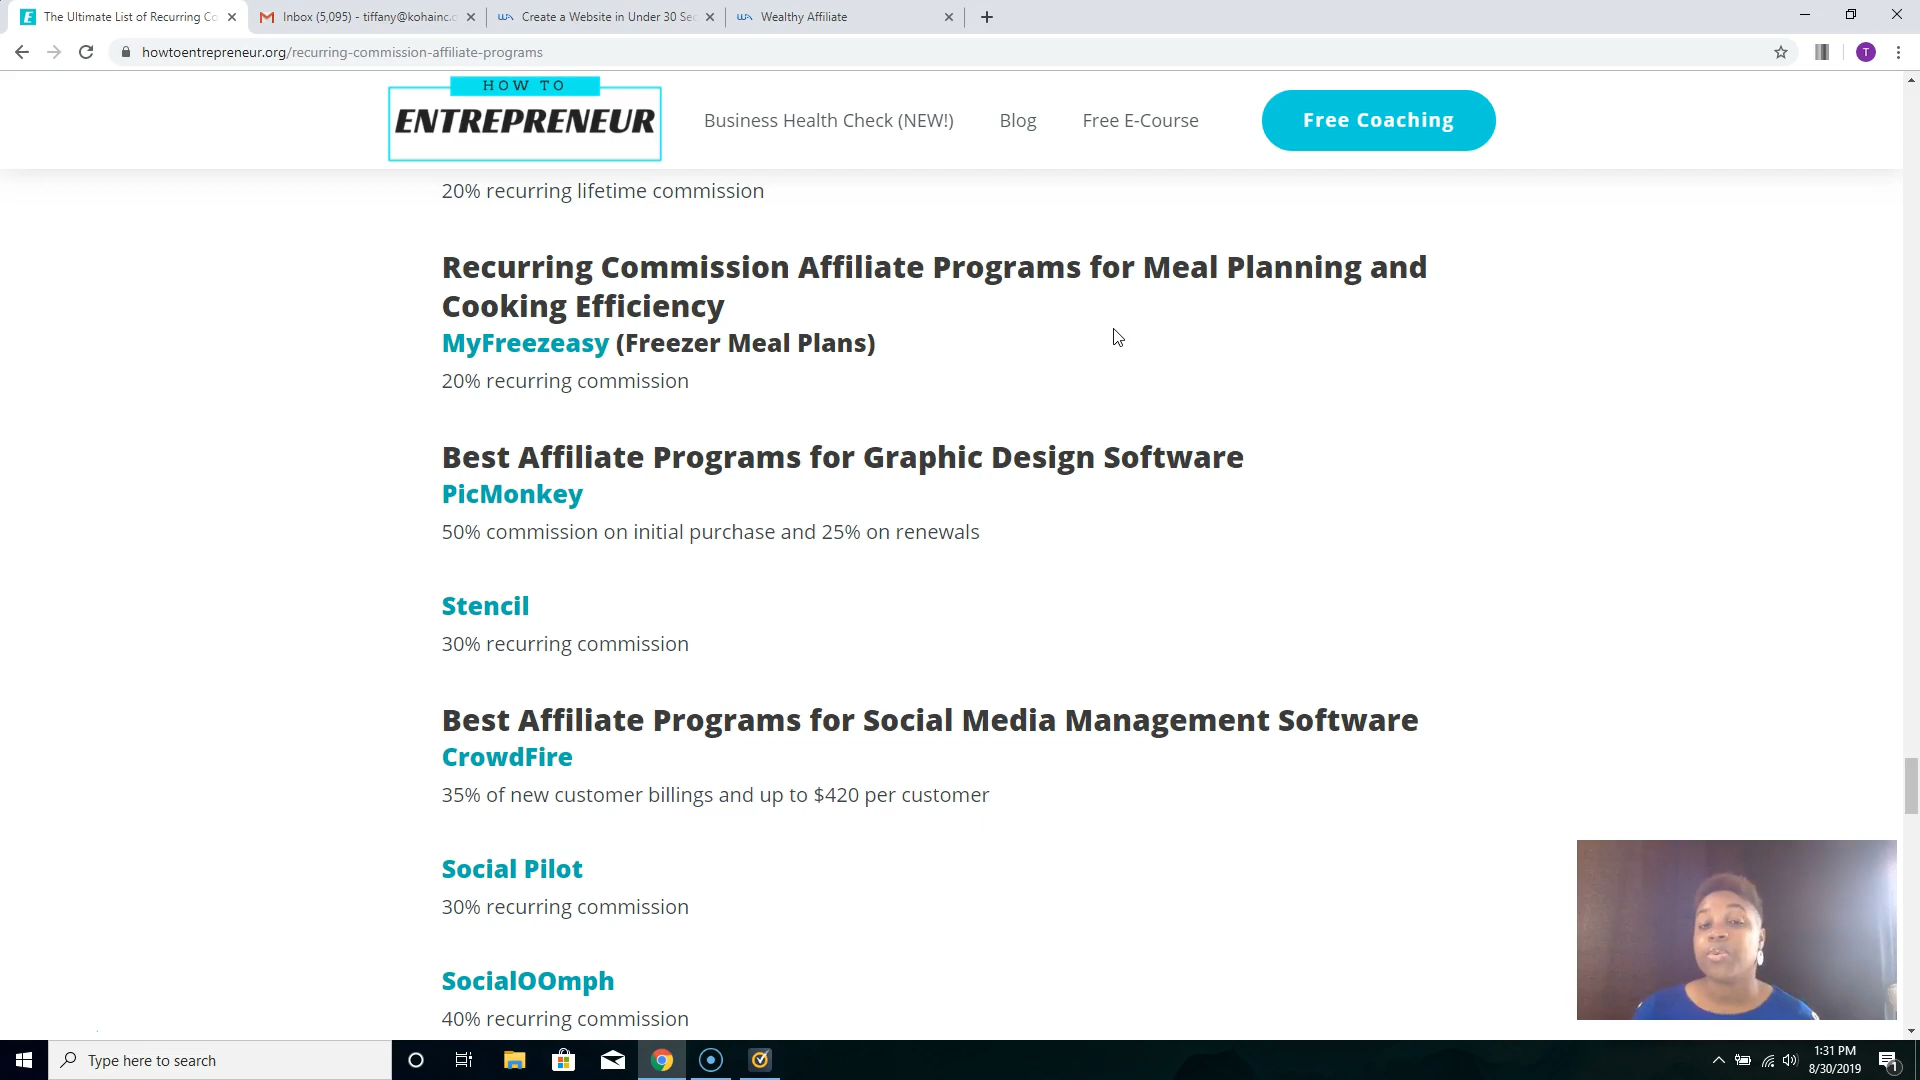 The Ultimate List of Recurring Co
Inbox (5,095) - tiffany@kohainc.c
Create a Website in Under 30 Sec
Wealthy Affiliate
howtoentrepreneur.org/recurring-commission-affiliate-programs
T
HOW TO
ENTREPRENEUR
Business Health Check (NEW!)
Blog
Free E-Course
Free Coaching
20% recurring lifetime commission
Recurring Commission Affiliate Programs for Meal Planning and
Cooking Efficiency
MyFreezeasy (Freezer Meal Plans)
20% recurring commission
Best Affiliate Programs for Graphic Design Software
PicMonkey
50% commission on initial purchase and 25% on renewals
Stencil
30% recurring commission
Best Affiliate Programs for Social Media Management Software
CrowdFire
35% of new customer billings and up to $420 per customer
Social Pilot
30% recurring commission
SocialOOmph
40% recurring commission
Type here to search
1:31 PM
8/30/2019
1